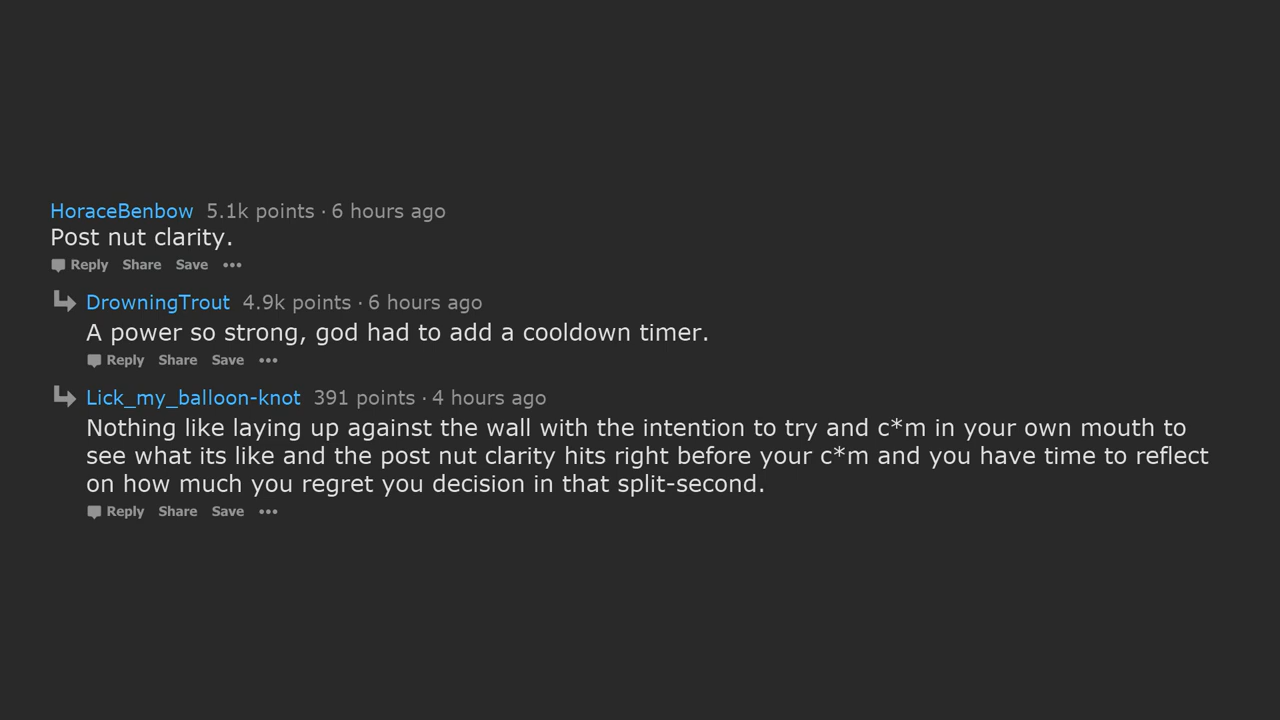 HoraceBenbow 5.1k points · 6 hours ago
Post nut clarity.
Reply Share Save •••
DrowningTrout 4.9k points · 6 hours ago
A power so strong, god had to add a cooldown timer.
Reply Share Save •••
Lick_my_balloon-knot 391 points · 4 hours ago
Nothing like laying up against the wall with the intention to try and c*m in your own mouth to
see what its like and the post nut clarity hits right before your c*m and you have time to reflect
on how much you regret you decision in that split-second.
Reply Share Save •••